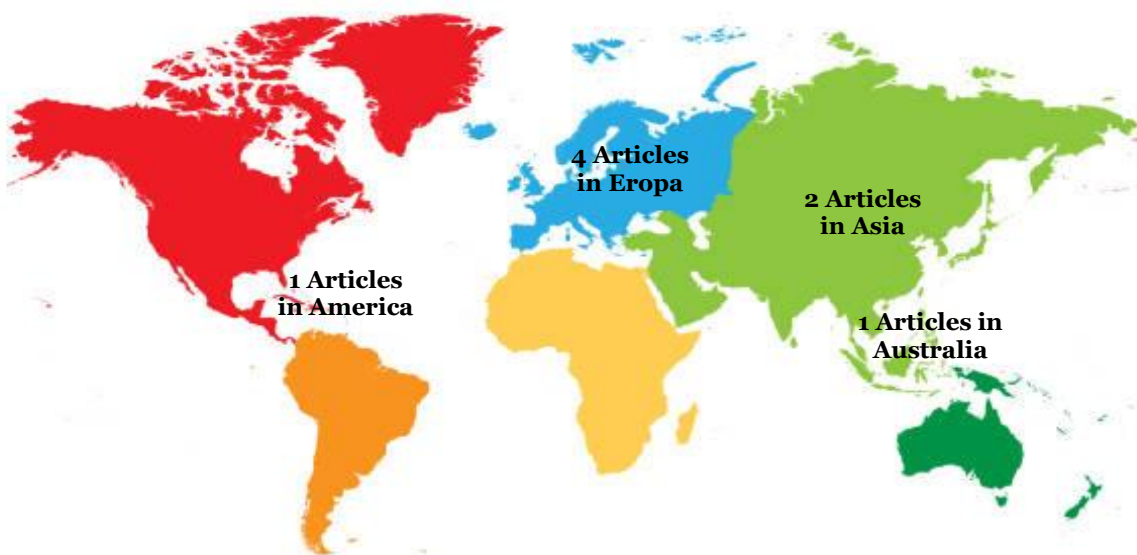 4 Articles
in Eropa
2 Articles
in Asia
1 Articles
in America
1 Articles in
Australia